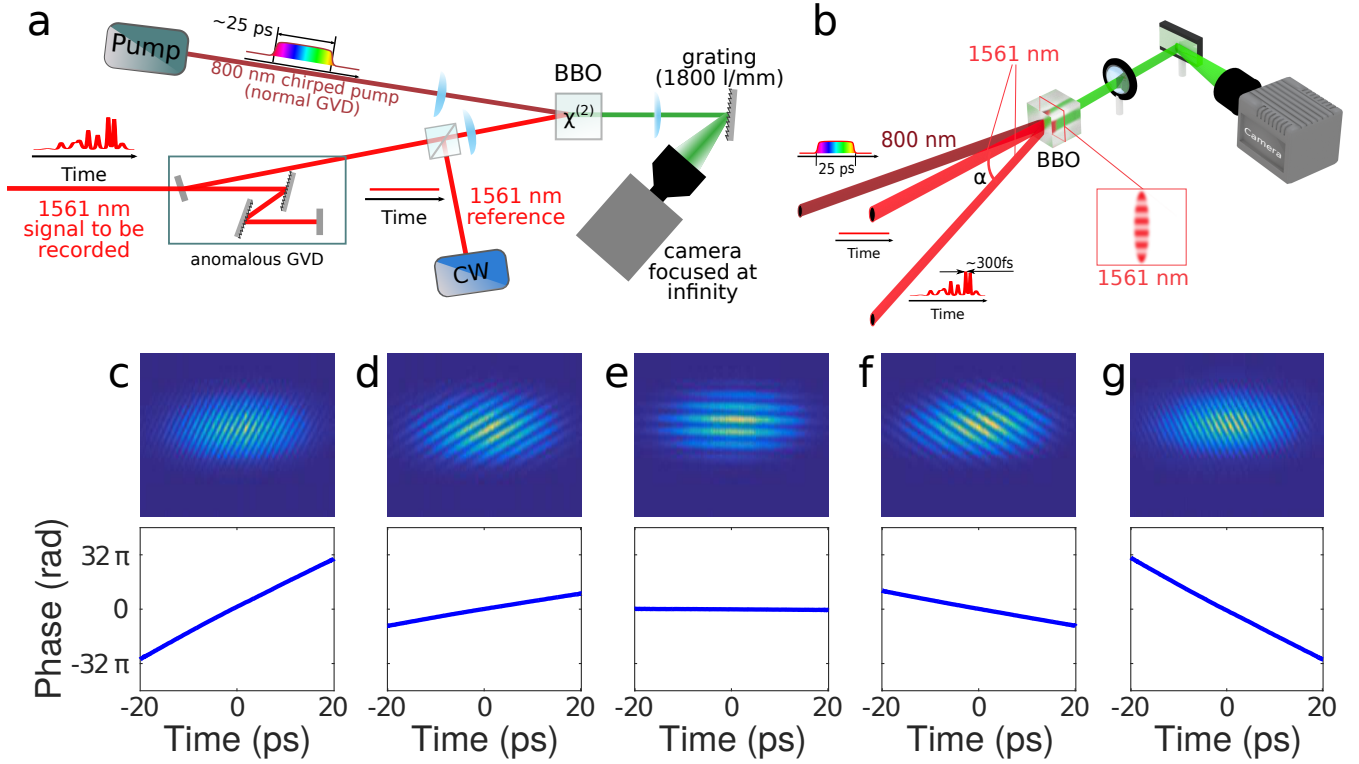 a
Pump
~25 ps
800 nm chirped pump
(normal GVD)
BBO
χ(2)
grating
(1800 l/mm)
Time
1561 nm
signal to be
recorded
anomalous GVD
Time
1561 nm
reference
CW
camera
focused at
infinity
b
1561 nm
800 nm
25 ps
BBO
α
Time
Camera
~300fs
Time
1561 nm
c
d
e
f
g
Phase (rad)
32 π
0
-32 π
-20 0 20
Time (ps)
-20 0 20
Time (ps)
-20 0 20
Time (ps)
-20 0 20
Time (ps)
-20 0 20
Time (ps)